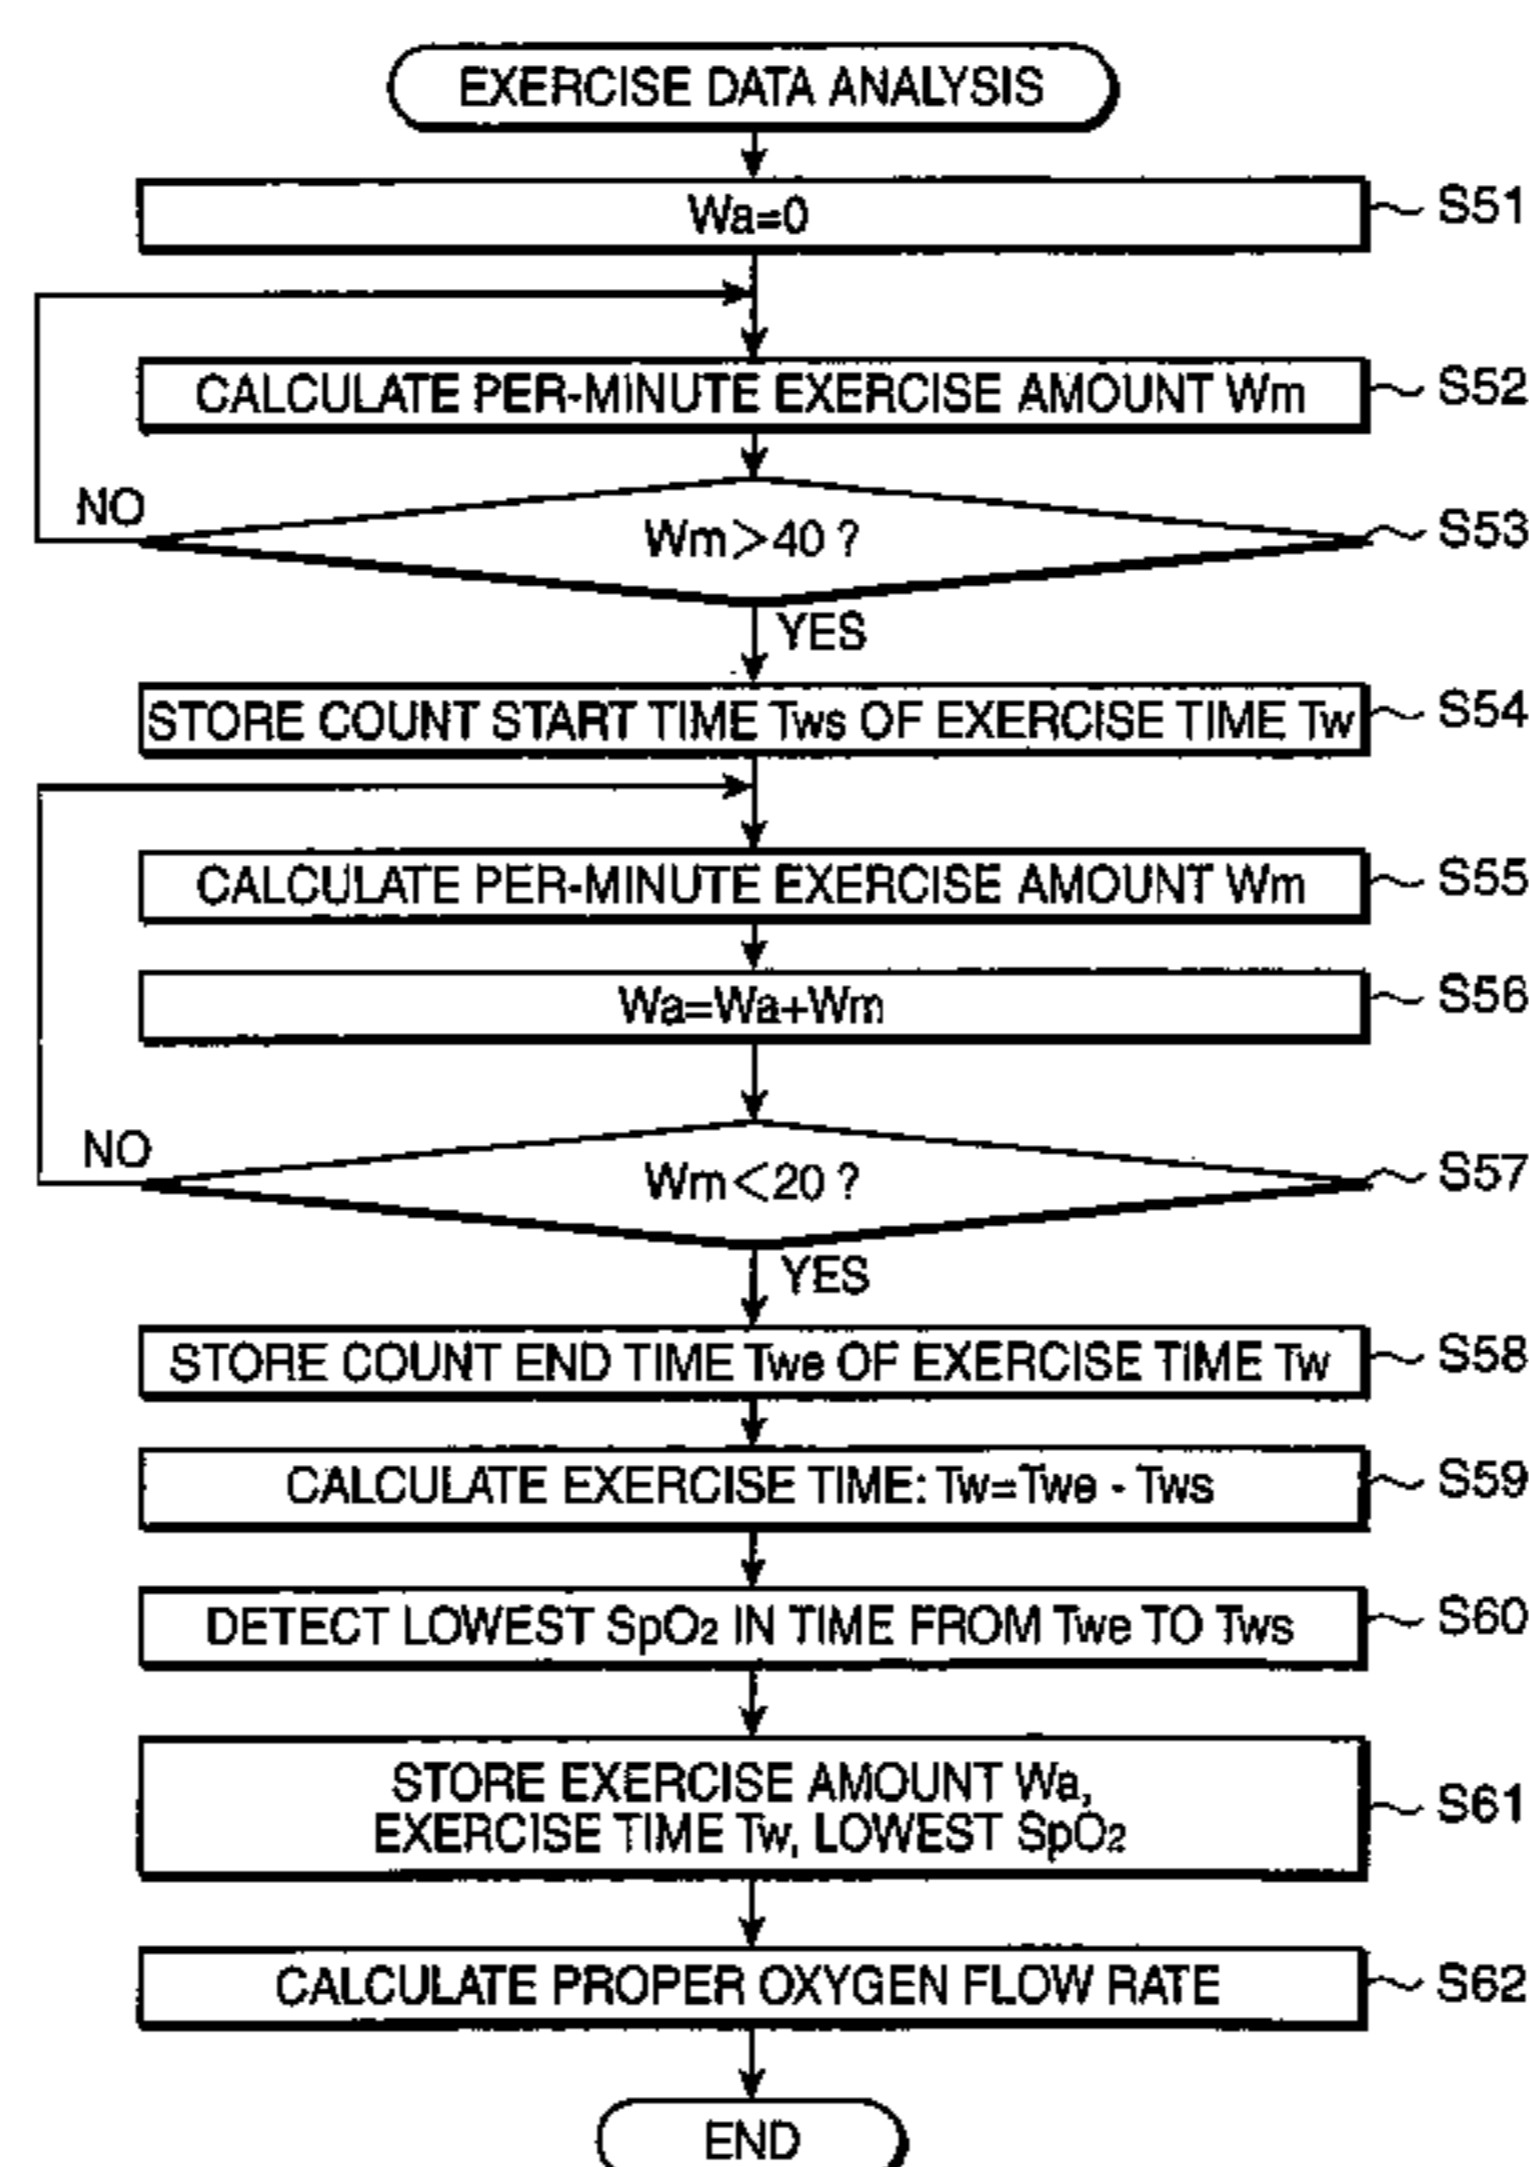 EXERCISE DATA ANALYSIS
Wa=0
S51
CALCULATE PER-MINUTE EXERCISE AMOUNT Wm
S52
NO
Wm>40 ?
S53
YES
STORE COUNT START TIME Tws OF EXERCISE TIME Tw
S54
CALCULATE PER-MINUTE EXERCISE AMOUNT Wm
S55
Wa=Wa+Wm
S56
NO
Wm<20 ?
S57
YES
STORE COUNT END TIME Twe OF EXERCISE TIME Tw
S58
CALCULATE EXERCISE TIME: Tw=Twe - Tws
S59
DETECT LOWEST SpO₂ IN TIME FROM Twe TO Tws
S60
STORE EXERCISE AMOUNT Wa,
EXERCISE TIME Tw, LOWEST SpO₂
S61
CALCULATE PROPER OXYGEN FLOW RATE
S62
END